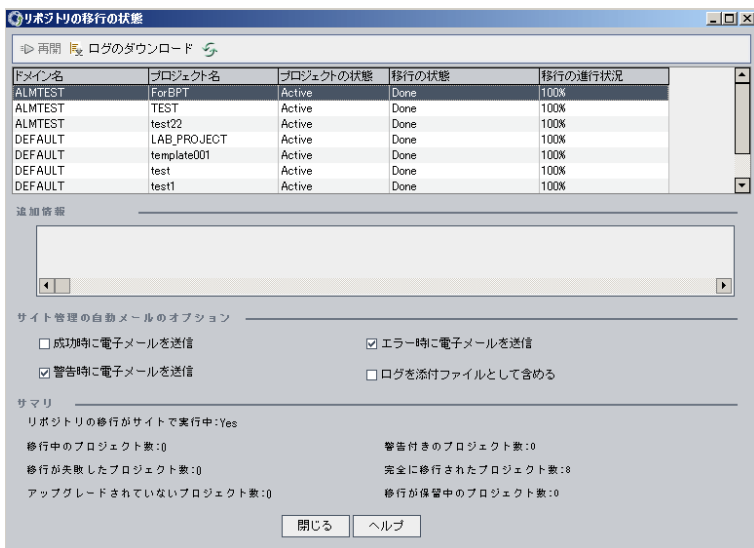 リポジトリの移行の状態
再開 ログのダウンロード
ドメイン名 プロジェクト名 プロジェクトの状態 移行の状態 移行の進行状況
ALMTEST ForBPT Active Done 100%
ALMTEST TEST Active Done 100%
ALMTEST test22 Active Done 100%
DEFAULT LAB_PROJECT Active Done 100%
DEFAULT template001 Active Done 100%
DEFAULT test Active Done 100%
DEFAULT test1 Active Done 100%
追加情報
サイト管理の自動メールのオプション
成功時に電子メールを送信 エラー時に電子メールを送信
警告時に電子メールを送信 ログを添付ファイルとして含める
サマリ
リポジトリの移行がサイトで実行中:Yes
移行中のプロジェクト数:0 警告付きのプロジェクト数:0
移行が失敗したプロジェクト数:0 完全に移行されたプロジェクト数:8
アップグレードされていないプロジェクト数:0 移行が保留中のプロジェクト数:0
閉じる ヘルプ